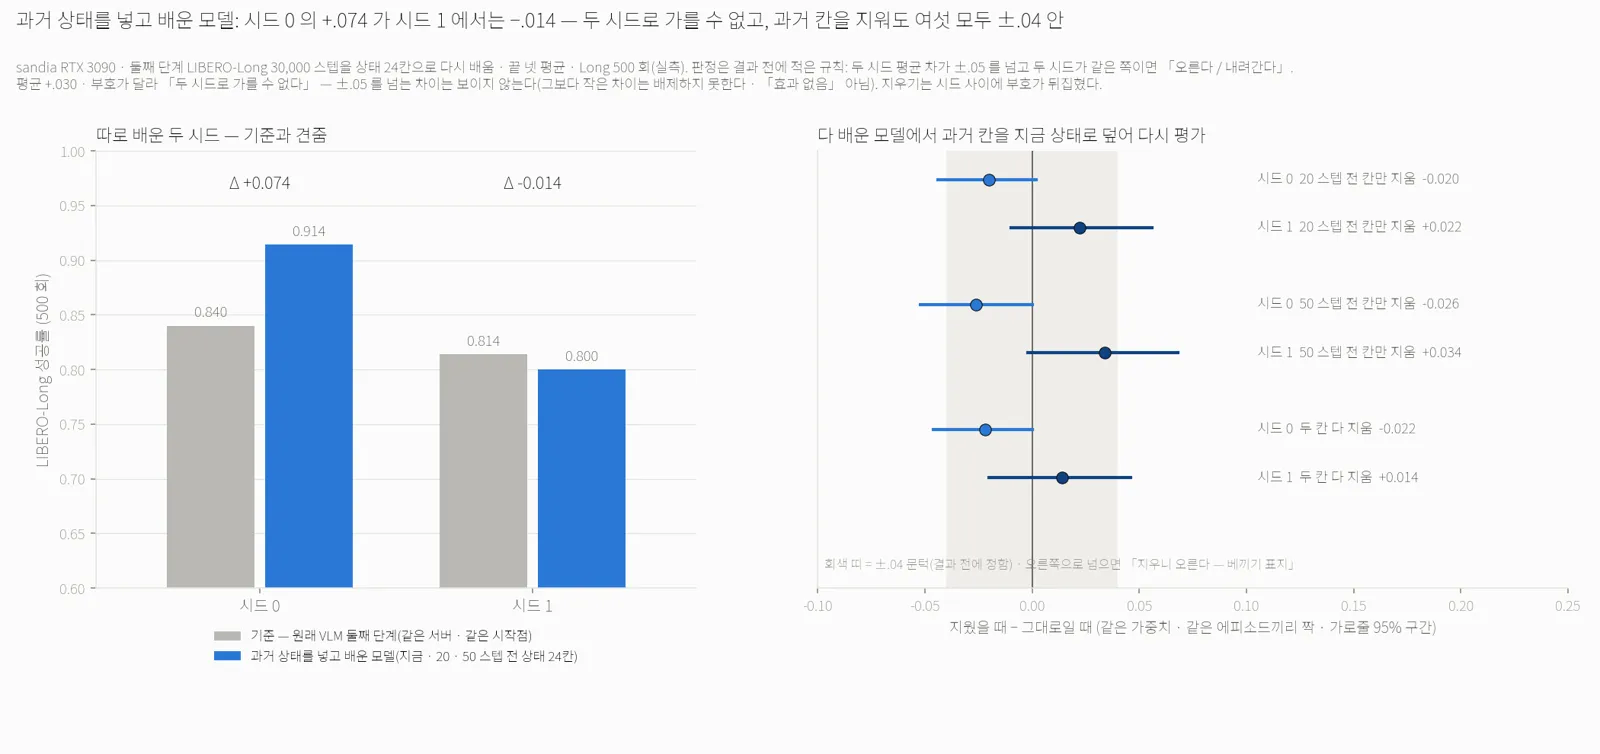 과거 상태를 넣고 배운 모델: 시드 0 의 +.074 가 시드 1 에서는 −.014 — 두 시드로 가를 수 없고, 과거 칸을 지워도 여섯 모두 ±.04 안
sandia RTX 3090 · 둘째 단계 LIBERO-Long 30,000 스텝을 상태 24칸으로 다시 배움 · 끝 넷 평균 · Long 500 회(실측). 판정은 결과 전에 적은 규칙: 두 시드 평균 차가 ±.05 를 넘고 두 시드가 같은 쪽이면 「오른다 / 내려간다」.
평균 +.030 · 부호가 달라 「두 시드로 가를 수 없다」 — ±.05 를 넘는 차이는 보이지 않는다(그보다 작은 차이는 배제하지 못한다 · 「효과 없음」 아님). 지우기는 시드 사이에 부호가 뒤집혔다.
따로 배운 두 시드 — 기준과 견줌
1.00
0.95
0.90
0.85
0.80
0.75
0.70
0.65
0.60
LIBERO-Long 성공률 (500 회)
Δ +0.074
Δ -0.014
0.840
0.914
0.814
0.800
시드 0
시드 1
기준 — 원래 VLM 둘째 단계(같은 서버 · 같은 시작점)
과거 상태를 넣고 배운 모델(지금 · 20 · 50 스텝 전 상태 24칸)
다 배운 모델에서 과거 칸을 지금 상태로 덮어 다시 평가
시드 0 20 스텝 전 칸만 지움 -0.020
시드 1 20 스텝 전 칸만 지움 +0.022
시드 0 50 스텝 전 칸만 지움 -0.026
시드 1 50 스텝 전 칸만 지움 +0.034
시드 0 두 칸 다 지움 -0.022
시드 1 두 칸 다 지움 +0.014
회색 띠 = ±.04 문턱(결과 전에 정함) · 오른쪽으로 넘으면 「지우니 오른다 — 베끼기 표지」
-0.10
-0.05
0.00
0.05
0.10
0.15
0.20
0.25
지웠을 때 − 그대로일 때 (같은 가중치 · 같은 에피소드끼리 짝 · 가로줄 95% 구간)